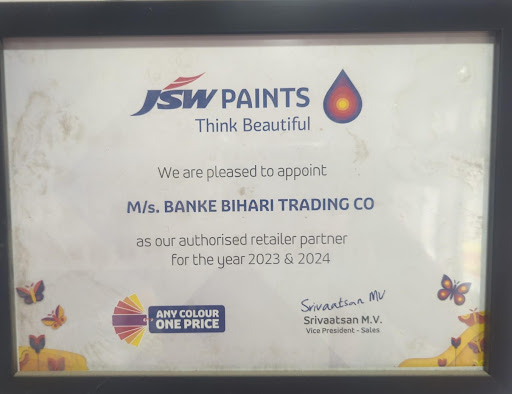 JSW PAINTS
Think Beautiful
We are pleased to appoint
M/s. BANKE BIHARI TRADING CO
as our authorised retailer partner
for the year 2023 & 2024
ANY COLOUR
ONE PRICE
Srivaatsan MV
Srivaatsan M.V.
Vice President - Sales